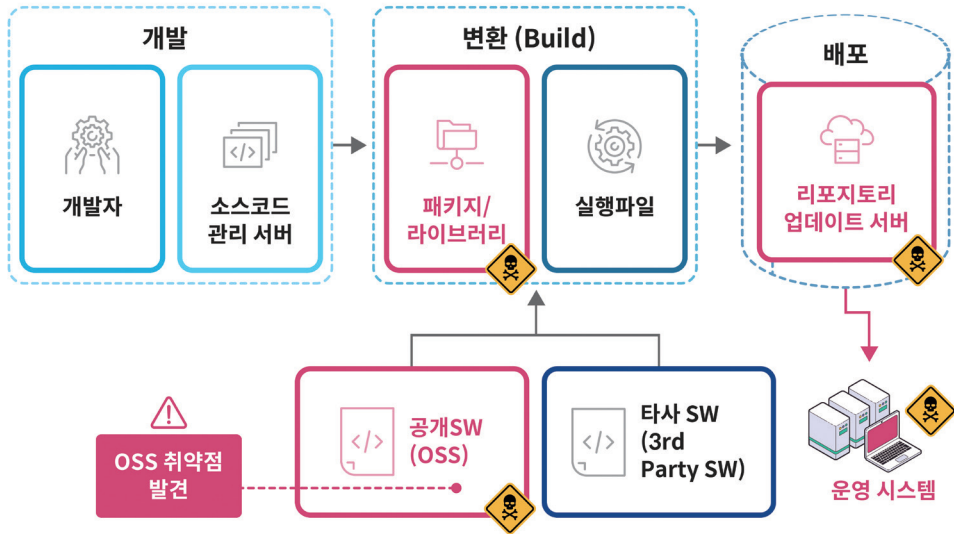 개발
변환 (Build)
배포
개발자
소스코드
관리 서버
패키지/
라이브러리
실행파일
리포지토리
업데이트 서버
OSS 취약점
발견
공개SW
(OSS)
타사 SW
(3rd
Party SW)
운영 시스템